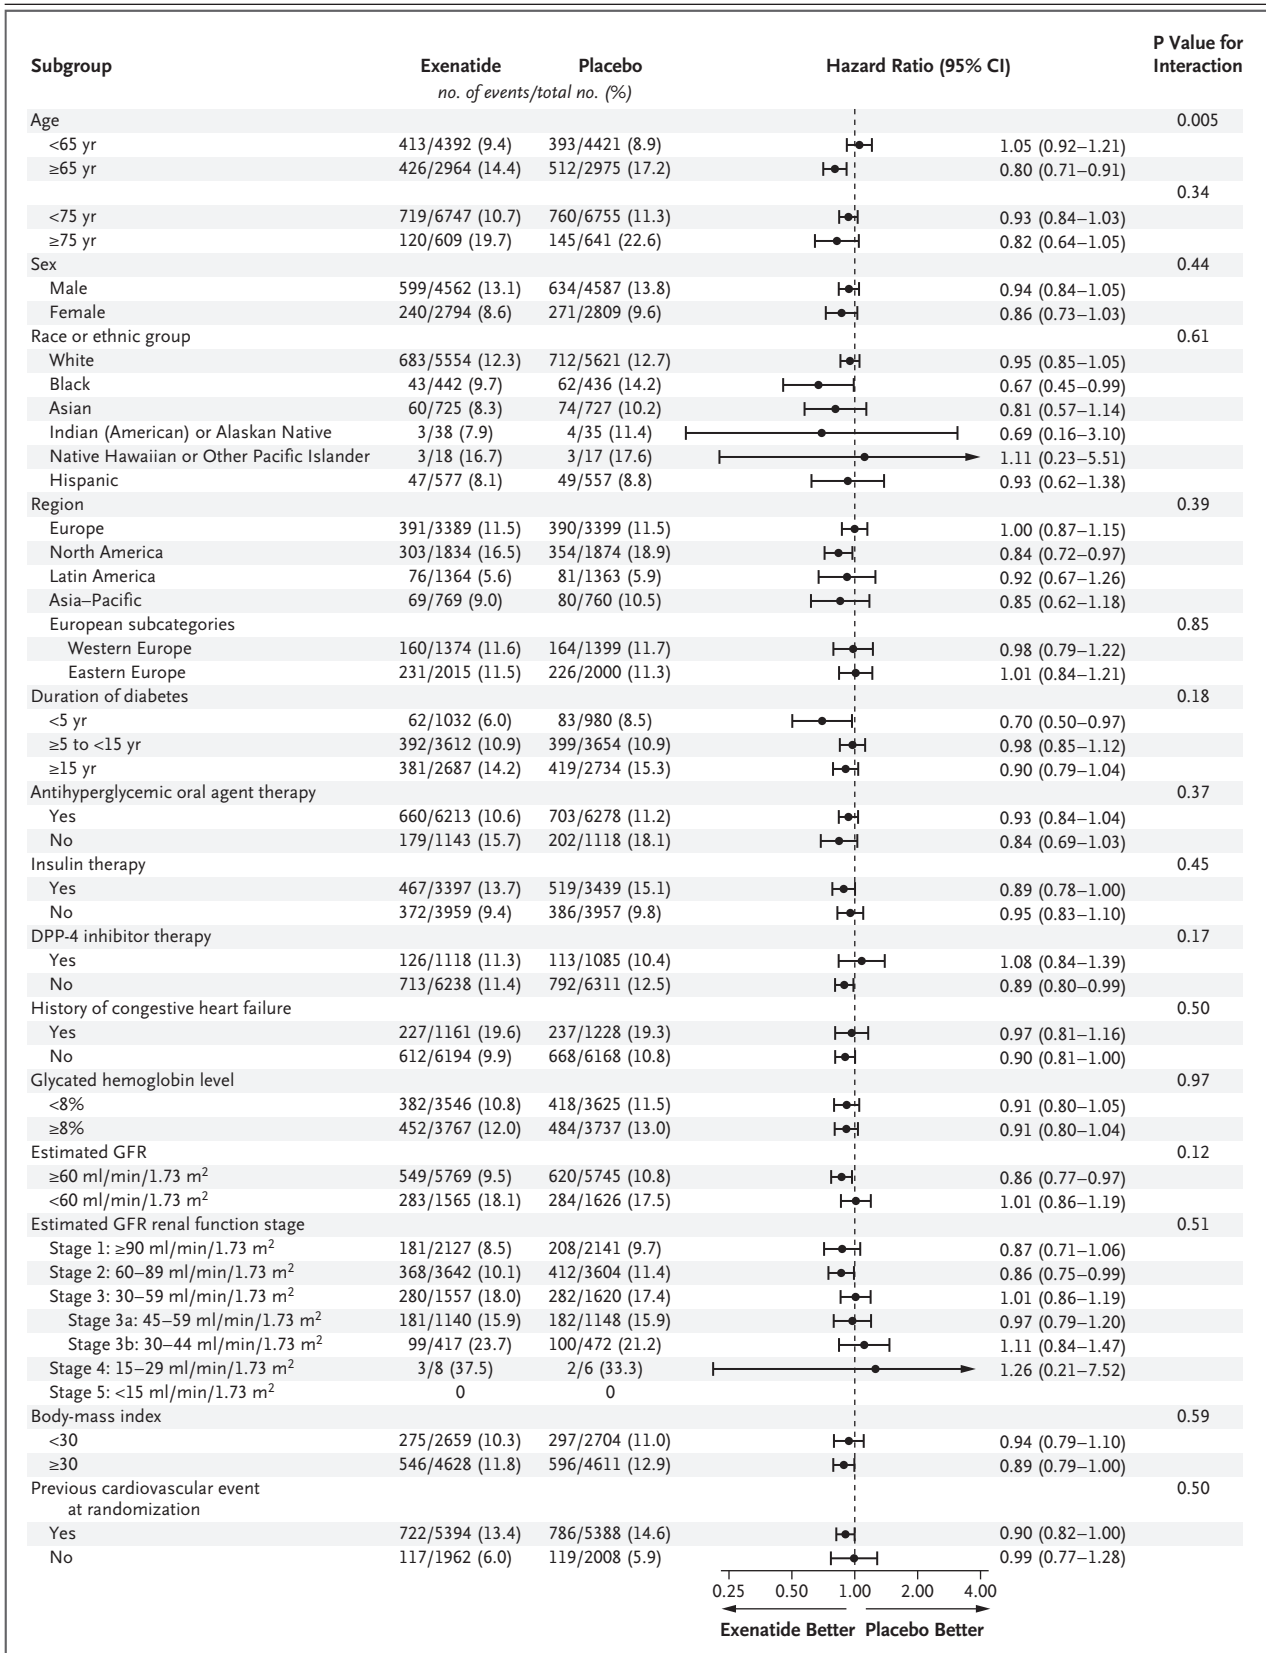 Subgroup Exenatide Placebo Hazard Ratio (95% CI) P Value for Interaction
no. of events/total no. (%)
Age 0.005
<65 yr 413/4392 (9.4) 393/4421 (8.9) 1.05 (0.92–1.21)
≥65 yr 426/2964 (14.4) 512/2975 (17.2) 0.80 (0.71–0.91)
0.34
<75 yr 719/6747 (10.7) 760/6755 (11.3) 0.93 (0.84–1.03)
≥75 yr 120/609 (19.7) 145/641 (22.6) 0.82 (0.64–1.05)
Sex 0.44
Male 599/4562 (13.1) 634/4587 (13.8) 0.94 (0.84–1.05)
Female 240/2794 (8.6) 271/2809 (9.6) 0.86 (0.73–1.03)
Race or ethnic group 0.61
White 683/5554 (12.3) 712/5621 (12.7) 0.95 (0.85–1.05)
Black 43/442 (9.7) 62/436 (14.2) 0.67 (0.45–0.99)
Asian 60/725 (8.3) 74/727 (10.2) 0.81 (0.57–1.14)
Indian (American) or Alaskan Native 3/38 (7.9) 4/35 (11.4) 0.69 (0.16–3.10)
Native Hawaiian or Other Pacific Islander 3/18 (16.7) 3/17 (17.6) 1.11 (0.23–5.51)
Hispanic 47/577 (8.1) 49/557 (8.8) 0.93 (0.62–1.38)
Region 0.39
Europe 391/3389 (11.5) 390/3399 (11.5) 1.00 (0.87–1.15)
North America 303/1834 (16.5) 354/1874 (18.9) 0.84 (0.72–0.97)
Latin America 76/1364 (5.6) 81/1363 (5.9) 0.92 (0.67–1.26)
Asia–Pacific 69/769 (9.0) 80/760 (10.5) 0.85 (0.62–1.18)
European subcategories 0.85
Western Europe 160/1374 (11.6) 164/1399 (11.7) 0.98 (0.79–1.22)
Eastern Europe 231/2015 (11.5) 226/2000 (11.3) 1.01 (0.84–1.21)
Duration of diabetes 0.18
<5 yr 62/1032 (6.0) 83/980 (8.5) 0.70 (0.50–0.97)
≥5 to <15 yr 392/3612 (10.9) 399/3654 (10.9) 0.98 (0.85–1.12)
≥15 yr 381/2687 (14.2) 419/2734 (15.3) 0.90 (0.79–1.04)
Antihyperglycemic oral agent therapy 0.37
Yes 660/6213 (10.6) 703/6278 (11.2) 0.93 (0.84–1.04)
No 179/1143 (15.7) 202/1118 (18.1) 0.84 (0.69–1.03)
Insulin therapy 0.45
Yes 467/3397 (13.7) 519/3439 (15.1) 0.89 (0.78–1.00)
No 372/3959 (9.4) 386/3957 (9.8) 0.95 (0.83–1.10)
DPP-4 inhibitor therapy 0.17
Yes 126/1118 (11.3) 113/1085 (10.4) 1.08 (0.84–1.39)
No 713/6238 (11.4) 792/6311 (12.5) 0.89 (0.80–0.99)
History of congestive heart failure 0.50
Yes 227/1161 (19.6) 237/1228 (19.3) 0.97 (0.81–1.16)
No 612/6194 (9.9) 668/6168 (10.8) 0.90 (0.81–1.00)
Glycated hemoglobin level 0.97
<8% 382/3546 (10.8) 418/3625 (11.5) 0.91 (0.80–1.05)
≥8% 452/3767 (12.0) 484/3737 (13.0) 0.91 (0.80–1.04)
Estimated GFR 0.12
≥60 ml/min/1.73 m² 549/5769 (9.5) 620/5745 (10.8) 0.86 (0.77–0.97)
<60 ml/min/1.73 m² 283/1565 (18.1) 284/1626 (17.5) 1.01 (0.86–1.19)
Estimated GFR renal function stage 0.51
Stage 1: ≥90 ml/min/1.73 m² 181/2127 (8.5) 208/2141 (9.7) 0.87 (0.71–1.06)
Stage 2: 60–89 ml/min/1.73 m² 368/3642 (10.1) 412/3604 (11.4) 0.86 (0.75–0.99)
Stage 3: 30–59 ml/min/1.73 m² 280/1557 (18.0) 282/1620 (17.4) 1.01 (0.86–1.19)
Stage 3a: 45–59 ml/min/1.73 m² 181/1140 (15.9) 182/1148 (15.9) 0.97 (0.79–1.20)
Stage 3b: 30–44 ml/min/1.73 m² 99/417 (23.7) 100/472 (21.2) 1.11 (0.84–1.47)
Stage 4: 15–29 ml/min/1.73 m² 3/8 (37.5) 2/6 (33.3) 1.26 (0.21–7.52)
Stage 5: <15 ml/min/1.73 m² 0 0
Body-mass index 0.59
<30 275/2659 (10.3) 297/2704 (11.0) 0.94 (0.79–1.10)
≥30 546/4628 (11.8) 596/4611 (12.9) 0.89 (0.79–1.00)
Previous cardiovascular event 0.50
at randomization
Yes 722/5394 (13.4) 786/5388 (14.6) 0.90 (0.82–1.00)
No 117/1962 (6.0) 119/2008 (5.9) 0.99 (0.77–1.28)
0.25 0.50 1.00 2.00 4.00
Exenatide Better Placebo Better